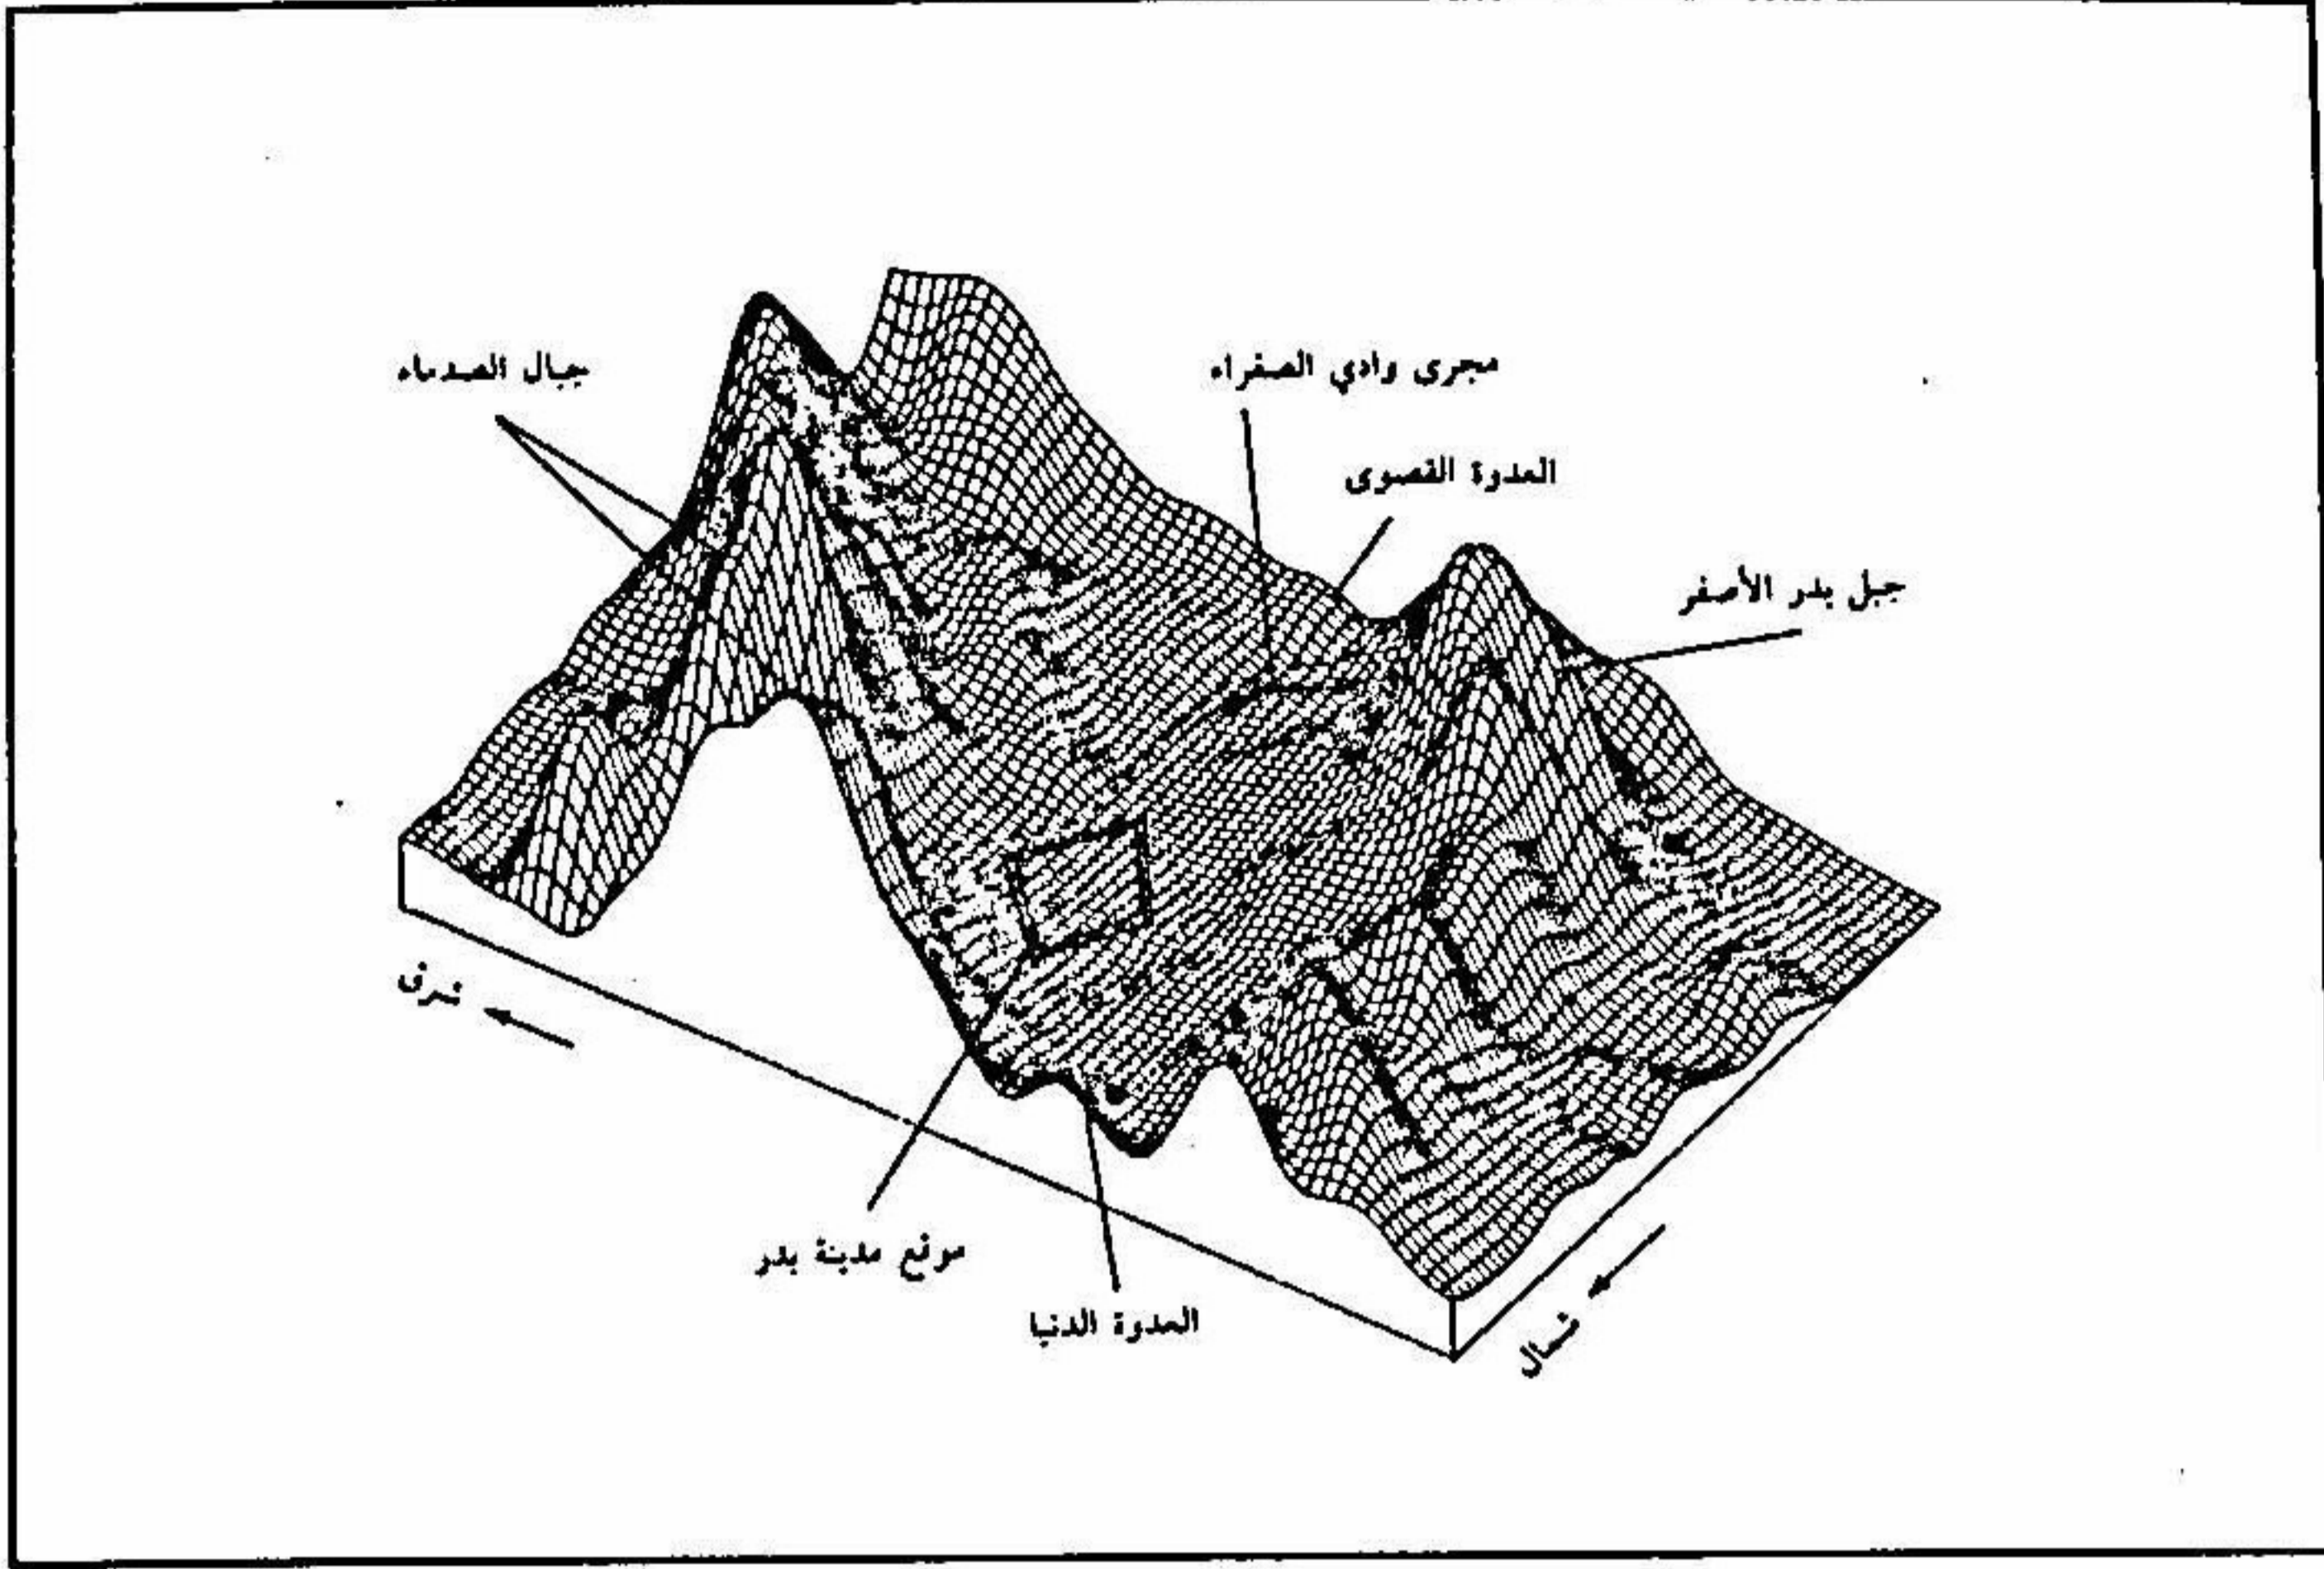 مجرى وادي الصفراء
جبال الصدماء
العدوة القصوى
جبل بدر الأصفر
شرق
موقع مدينة بدر
العدوة الدنيا
شمال